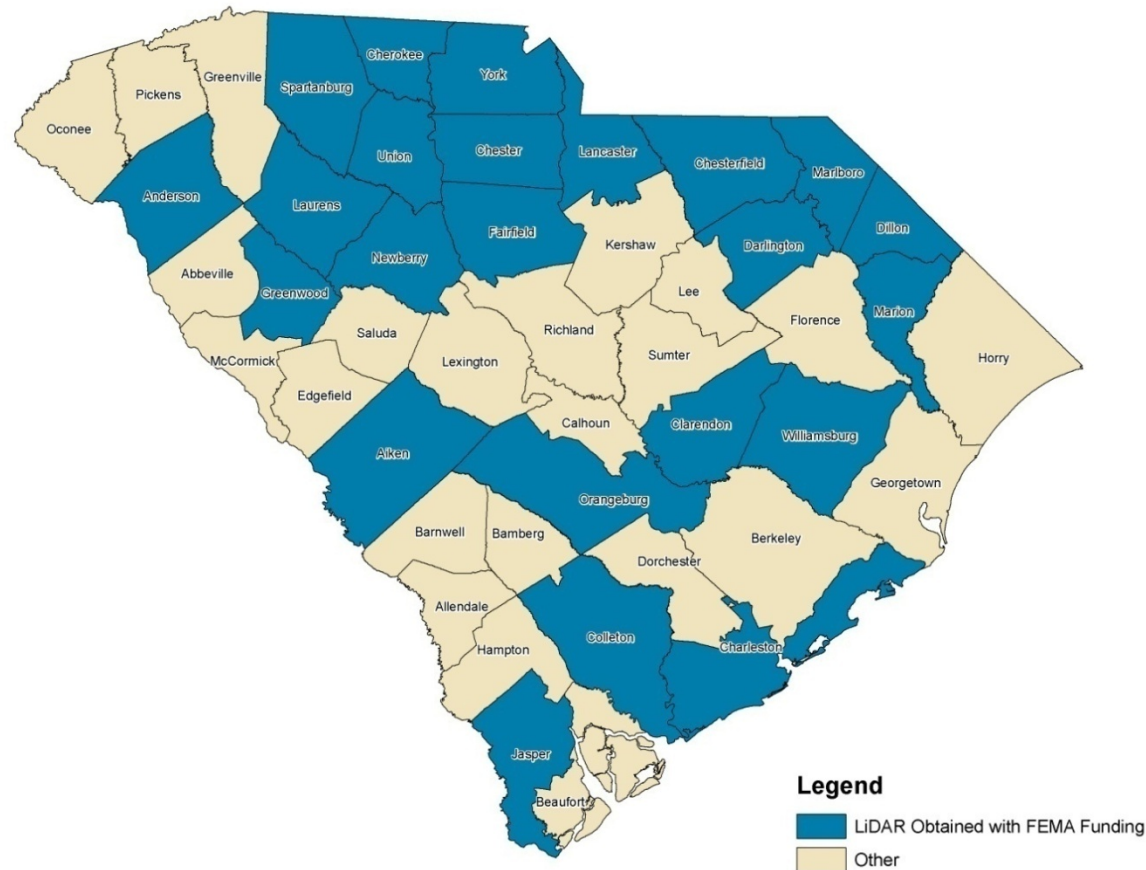 Cherokee
York
Greenville
Spartanburg
Pickens
Oconee
Union
Chester
Lancaster
Chesterfield
Marlboro
Anderson
Laurens
Fairfield
Dillon
Kershaw
Darlington
Newberry
Abbeville
Greenwood
Lee
Marion
Florence
Richland
Saluda
Sumter
Horry
McCormick
Lexington
Edgefield
Calhoun
Clarendon
Williamsburg
Aiken
Georgetown
Orangeburg
Barnwell
Bamberg
Berkeley
Dorchester
Allendale
Colleton
Charleston
Hampton
Jasper
Beaufort
Legend
LiDAR Obtained with FEMA Funding
Other